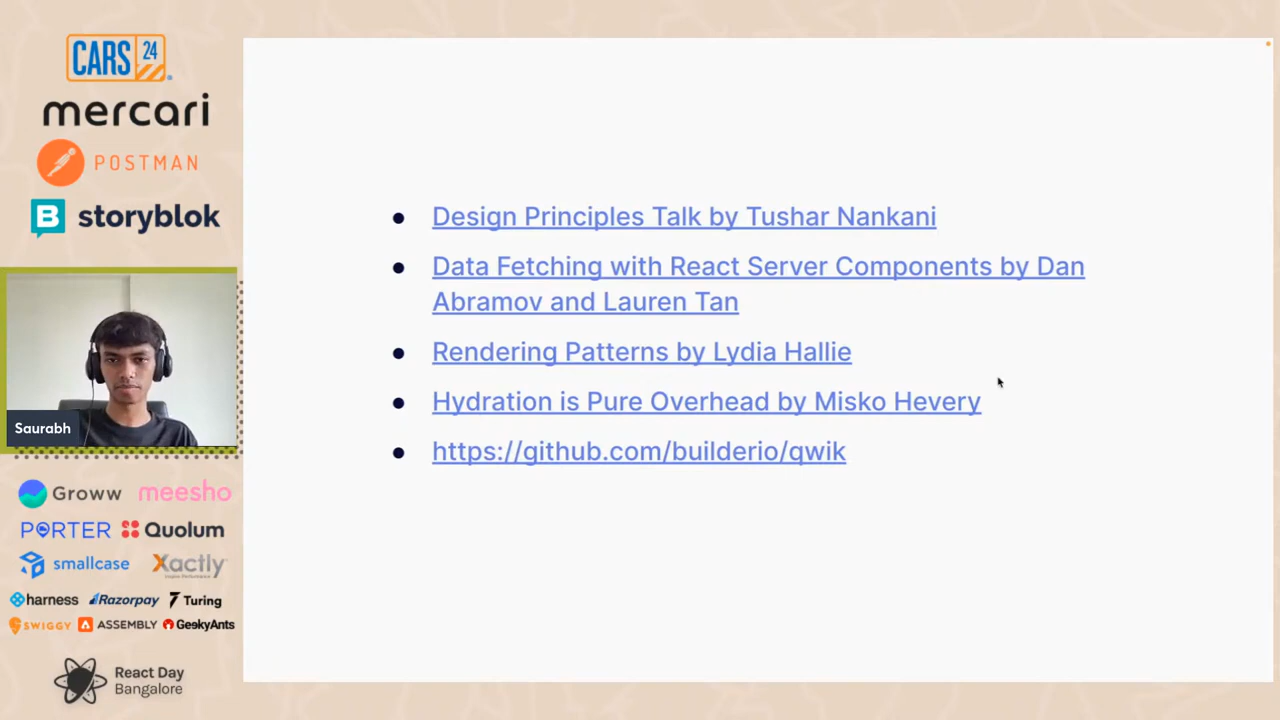 CARS 24
mercari
POSTMAN
storyblok
Saurabh
Groww meesho
PORTER Quolum
smallcase Xactly
harness Razorpay Turing
SWIGGY ASSEMBLY GeekyAnts
React Day
Bangalore
Design Principles Talk by Tushar Nankani
Data Fetching with React Server Components by Dan
Abramov and Lauren Tan
Rendering Patterns by Lydia Hallie
Hydration is Pure Overhead by Misko Hevery
https://github.com/builderio/qwik